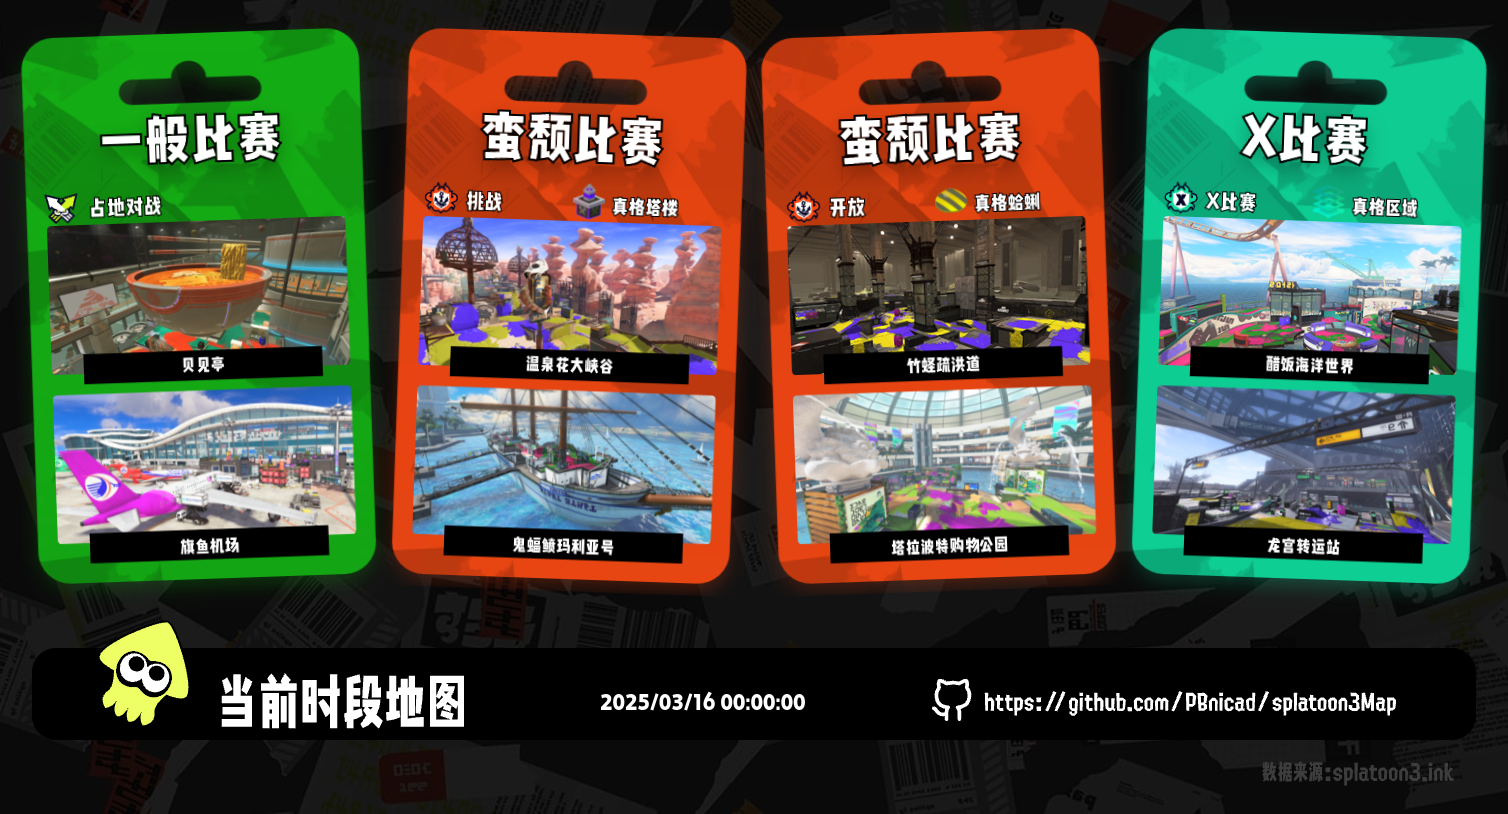 一般比赛
占地对战
贝贝亭
旗鱼机场
蛮颓比赛
挑战
真格塔楼
温泉花大峡谷
鬼蝠鲼玛利亚号
蛮颓比赛
开放
真格蛤蜊
竹蛏疏洪道
塔拉波特购物公园
X比赛
X比赛
真格区域
醋饭海洋世界
龙宫转运站
当前时段地图
2025/03/16 00:00:00
https://github.com/PBnicad/splatoon3Map
数据来源:splatoon3.ink